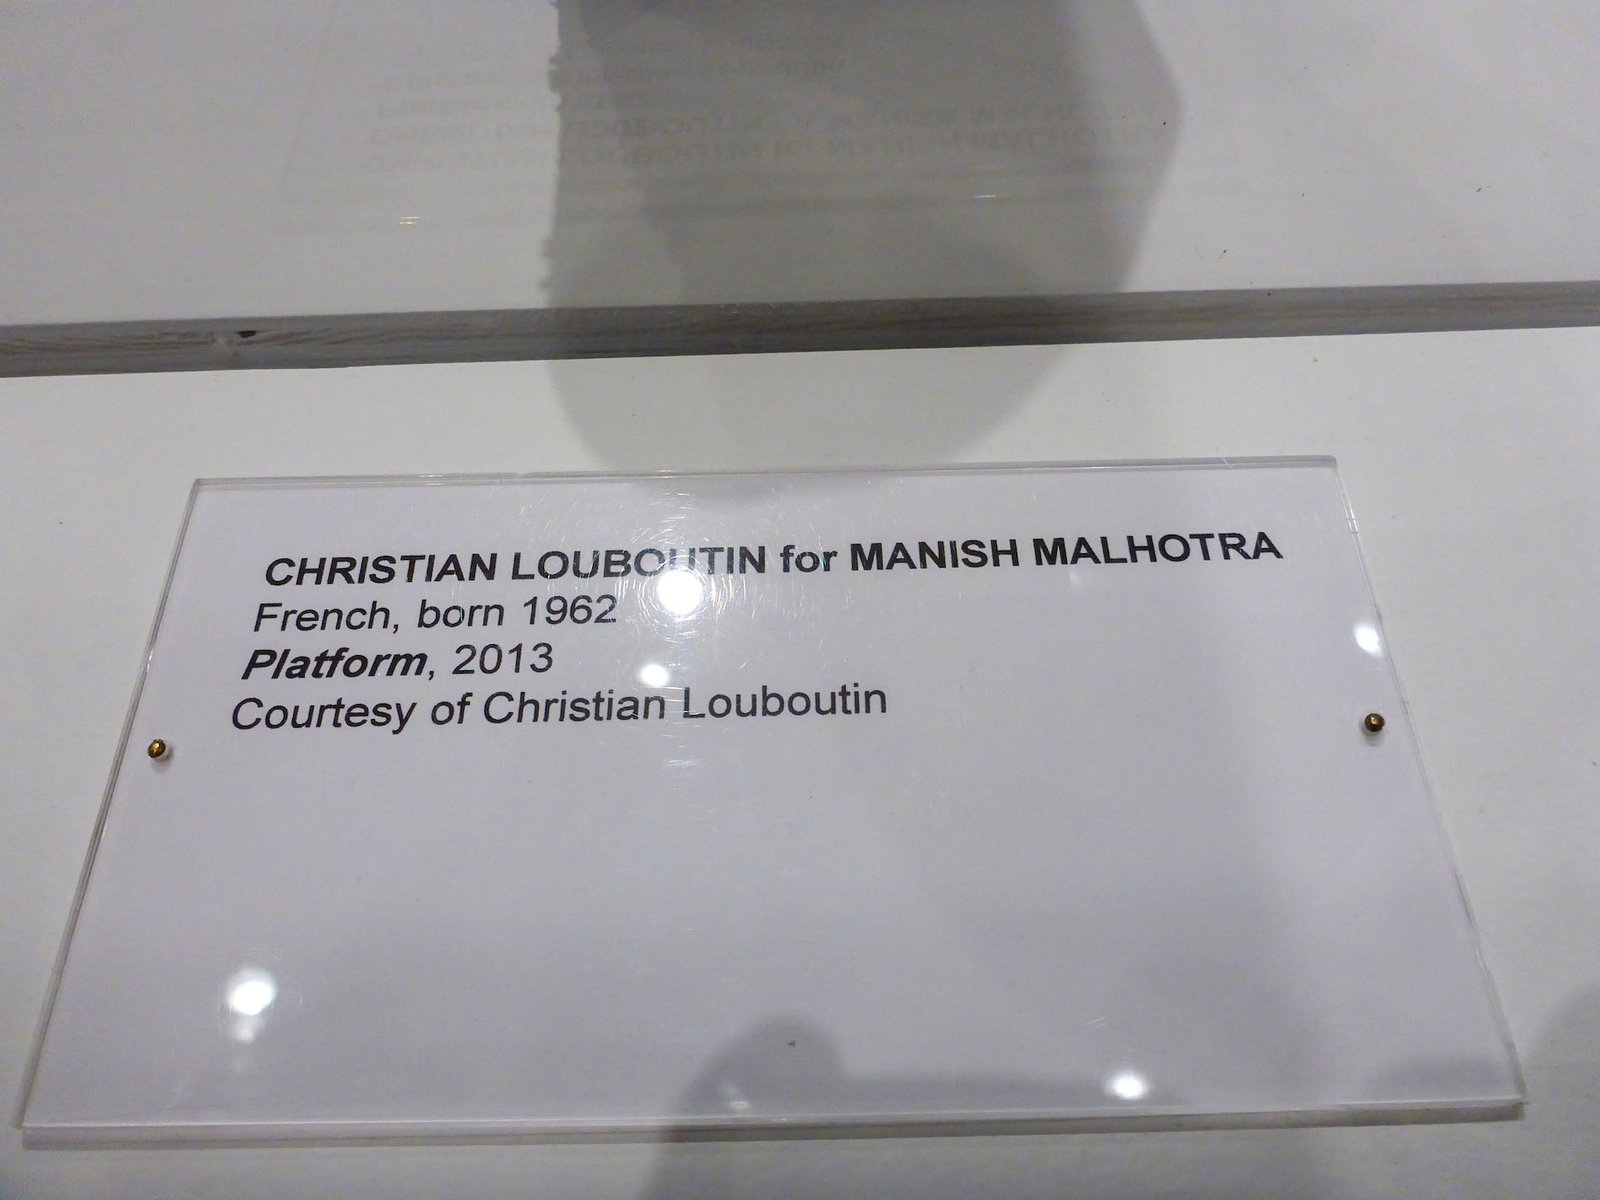 CHRISTIAN LOUBOUTIN for MANISH MALHOTRA
French, born 1962
Platform, 2013
Courtesy of Christian Louboutin